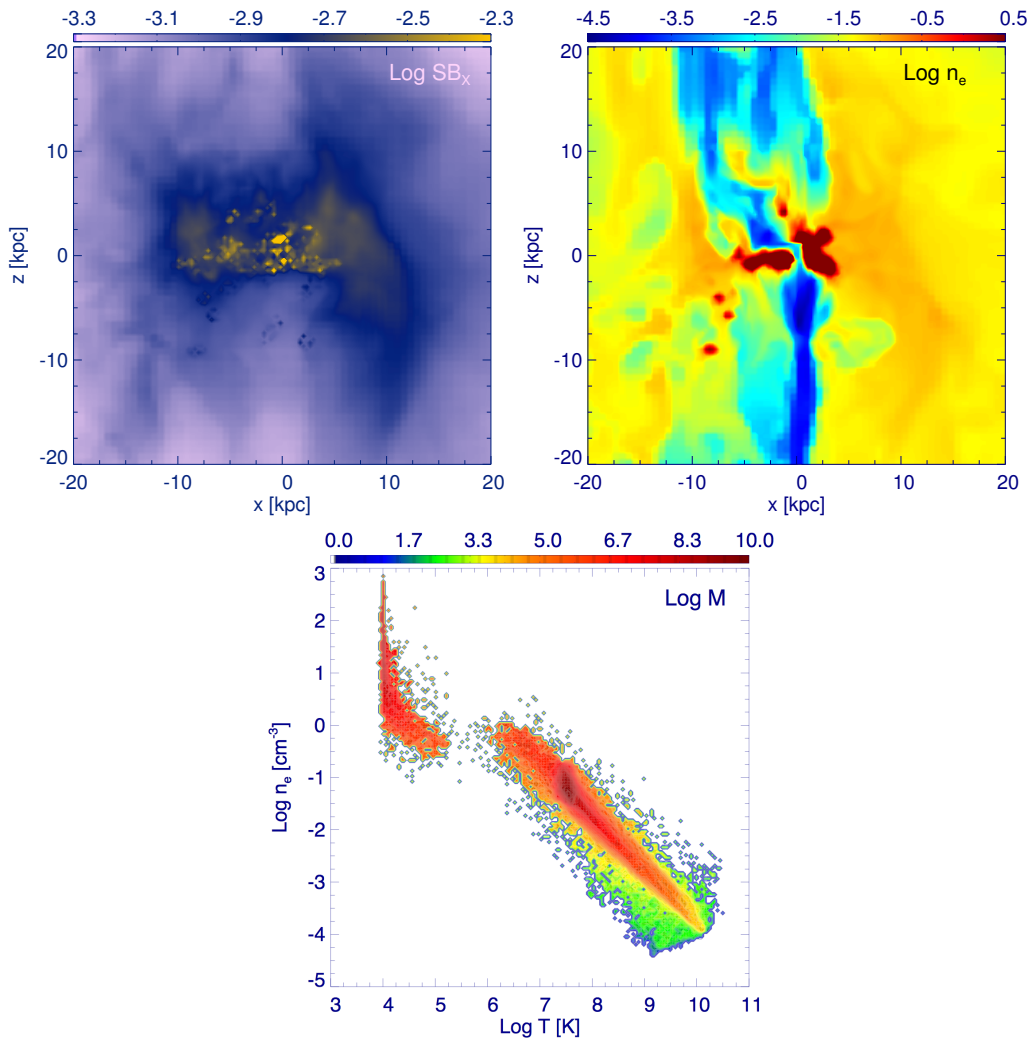 -3.3 -3.1 -2.9 -2.7 -2.5 -2.3
Log SBx
20
10
0
-10
-20
z [kpc]
-20 -10 0 10 20
x [kpc]
-4.5 -3.5 -2.5 -1.5 -0.5 0.5
Log ne
20
10
0
-10
-20
z [kpc]
-20 -10 0 10 20
x [kpc]
0.0 1.7 3.3 5.0 6.7 8.3 10.0
Log M
3
2
1
0
-1
-2
-3
-4
-5
Log ne [cm-3]
3 4 5 6 7 8 9 10 11
Log T [K]